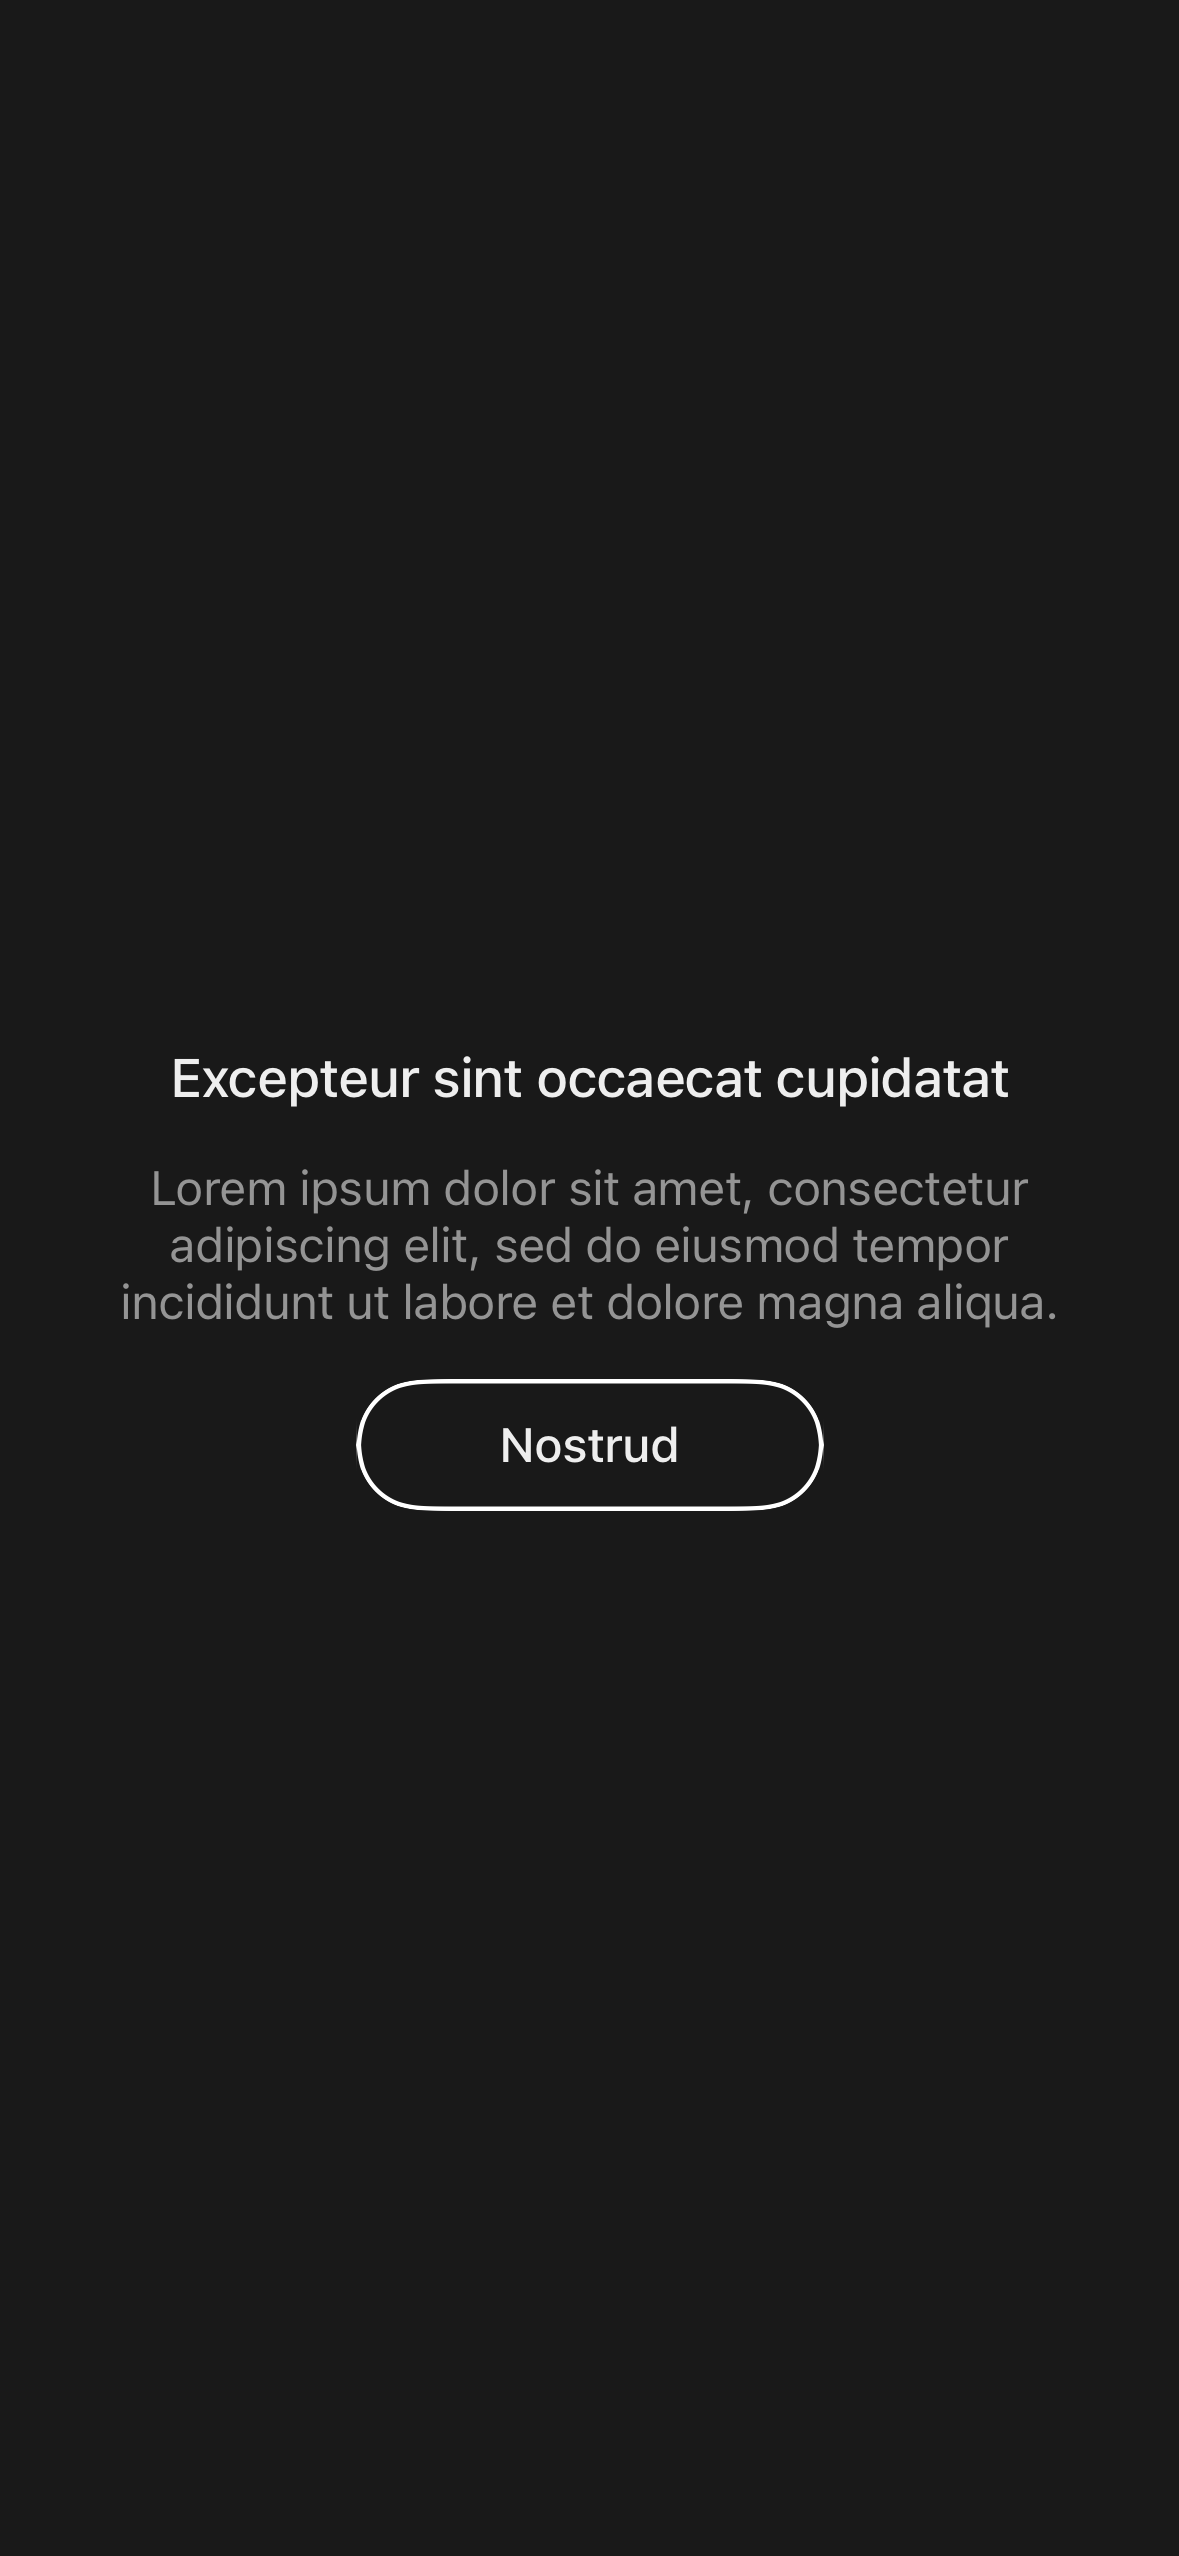 Excepteur sint occaecat cupidatat
Lorem ipsum dolor sit amet, consectetur
adipiscing elit, sed do eiusmod tempor
incididunt ut labore et dolore magna aliqua.
Nostrud